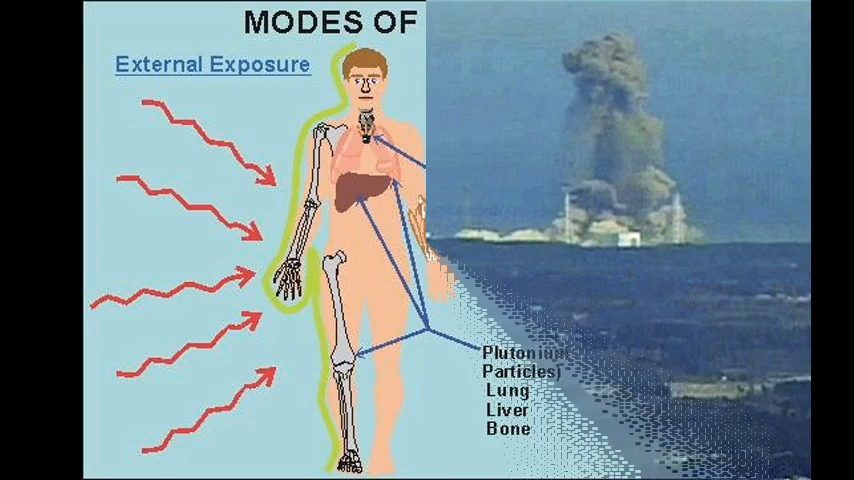 MODES OF
External Exposure
Plutonium
Particles)
Lung
Liver
Bone